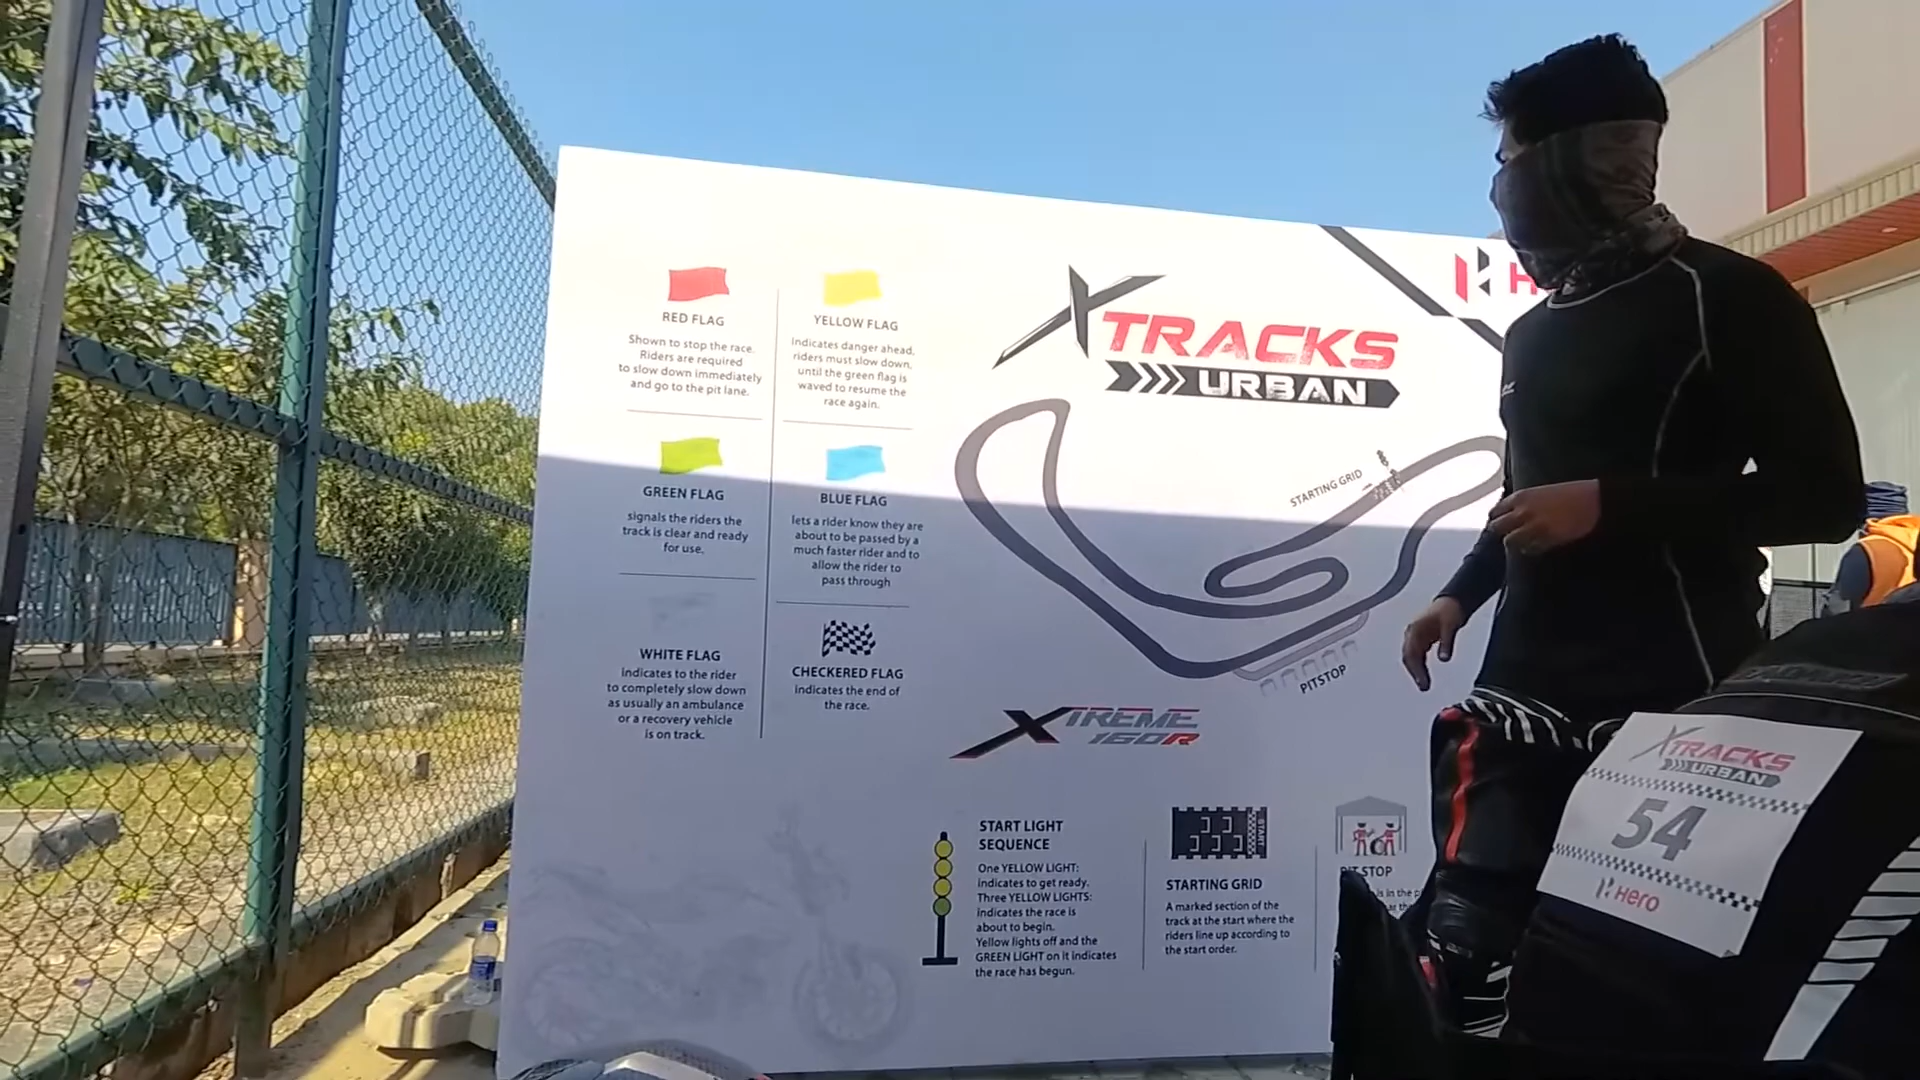 RED FLAG
Shown to stop the race.
Riders are required
to slow down immediately
and go to the pit lane.
YELLOW FLAG
Indicates danger ahead,
riders must slow down,
until the green flag is
waved to resume the
race again.
GREEN FLAG
signals the riders the
track is clear and ready
for use.
BLUE FLAG
lets a rider know they are
about to be passed by a
much faster rider and to
allow the rider to
pass through
WHITE FLAG
indicates to the rider
to completely slow down
as usually an ambulance
or a recovery vehicle
is on track.
CHECKERED FLAG
indicates the end of
the race.
XTRACKS
URBAN
H
STARTING GRID
PITSTOP
XTREME
160R
START LIGHT
SEQUENCE
One YELLOW LIGHT:
indicates to get ready.
Three YELLOW LIGHTS:
indicates the race is
about to begin.
Yellow lights off and the
GREEN LIGHT on it indicates
the race has begun.
START
STARTING GRID
A marked section of the
track at the start where the
riders line up according to
the start order.
PIT STOP
is in the
XTRACKS
URBAN
54
Hero